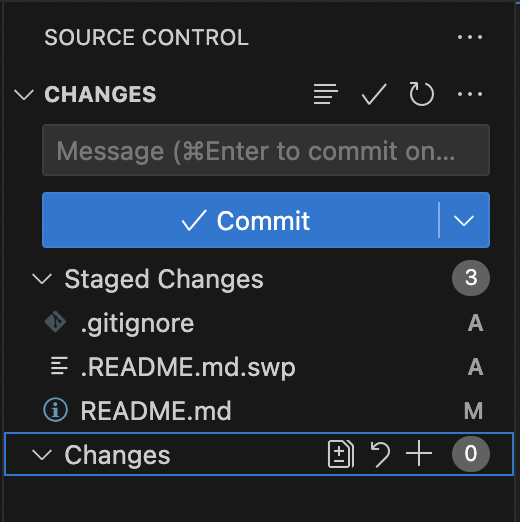 SOURCE CONTROL
CHANGES
Message (⌘Enter to commit on...
Commit
Staged Changes 3
.gitignore A
.README.md.swp A
README.md M
Changes 0